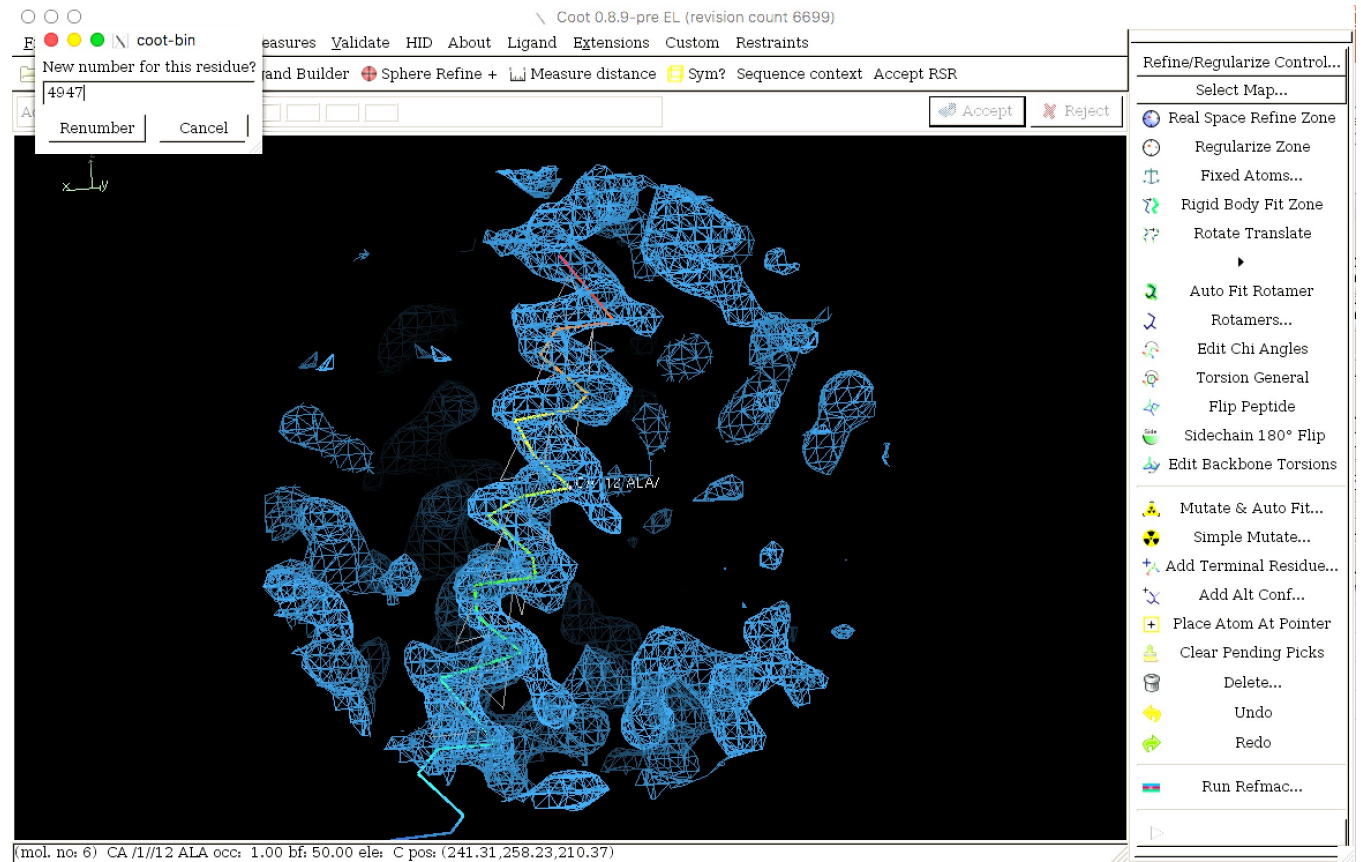 Coot 0.8.9-pre EL (revision count 6699)
coot-bin
easures Validate HID About Ligand Extensions Custom Restraints
New number for this residue?
4947
Renumber Cancel
and Builder Sphere Refine + Measure distance Sym? Sequence context Accept RSR
Accept Reject
x y
CA 12 ALA/
Refine/Regularize Control...
Select Map...
Real Space Refine Zone
Regularize Zone
Fixed Atoms...
Rigid Body Fit Zone
Rotate Translate
Auto Fit Rotamer
Rotamers...
Edit Chi Angles
Torsion General
Flip Peptide
Side
Sidechain 180° Flip
Edit Backbone Torsions
Mutate & Auto Fit...
Simple Mutate...
Add Terminal Residue...
Add Alt Conf...
Place Atom At Pointer
Clear Pending Picks
Delete...
Undo
Redo
Run Refmac...
(mol. no: 6) CA /1//12 ALA occ: 1.00 bf: 50.00 ele: C pos: (241.31,258.23,210.37)